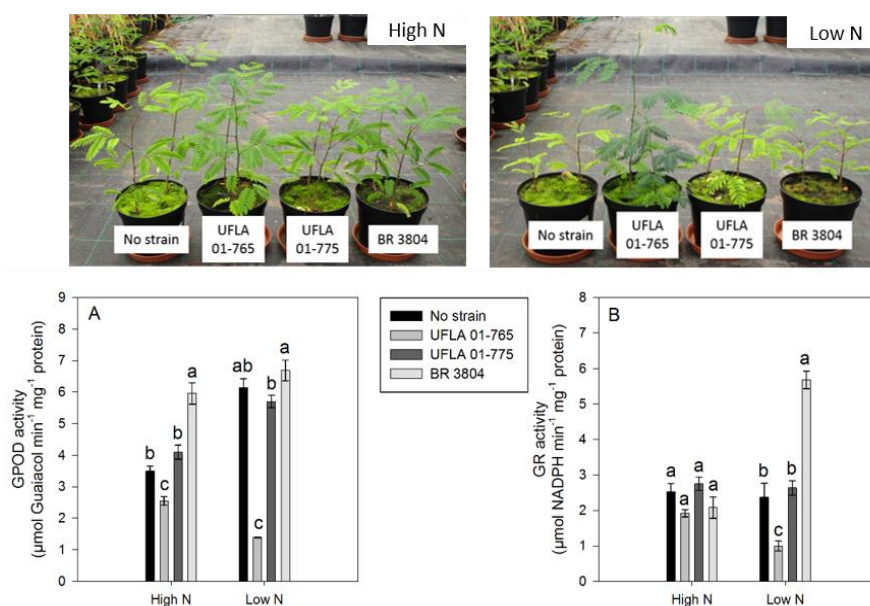 High N
Low N
No strain
UFLA
01-765
UFLA
01-775
BR 3804
No strain
UFLA
01-765
UFLA
01-775
BR 3804
A
GPOD activity
(µmol Guaiacol min⁻¹ mg⁻¹ protein)
9
8
7
6
5
4
3
2
1
0
b
c
b
a
ab
c
b
a
High N
Low N
No strain
UFLA 01-765
UFLA 01-775
BR 3804
B
GR activity
(µmol NADPH min⁻¹ mg⁻¹ protein)
8
7
6
5
4
3
2
1
0
a
a
a
a
b
c
b
a
High N
Low N